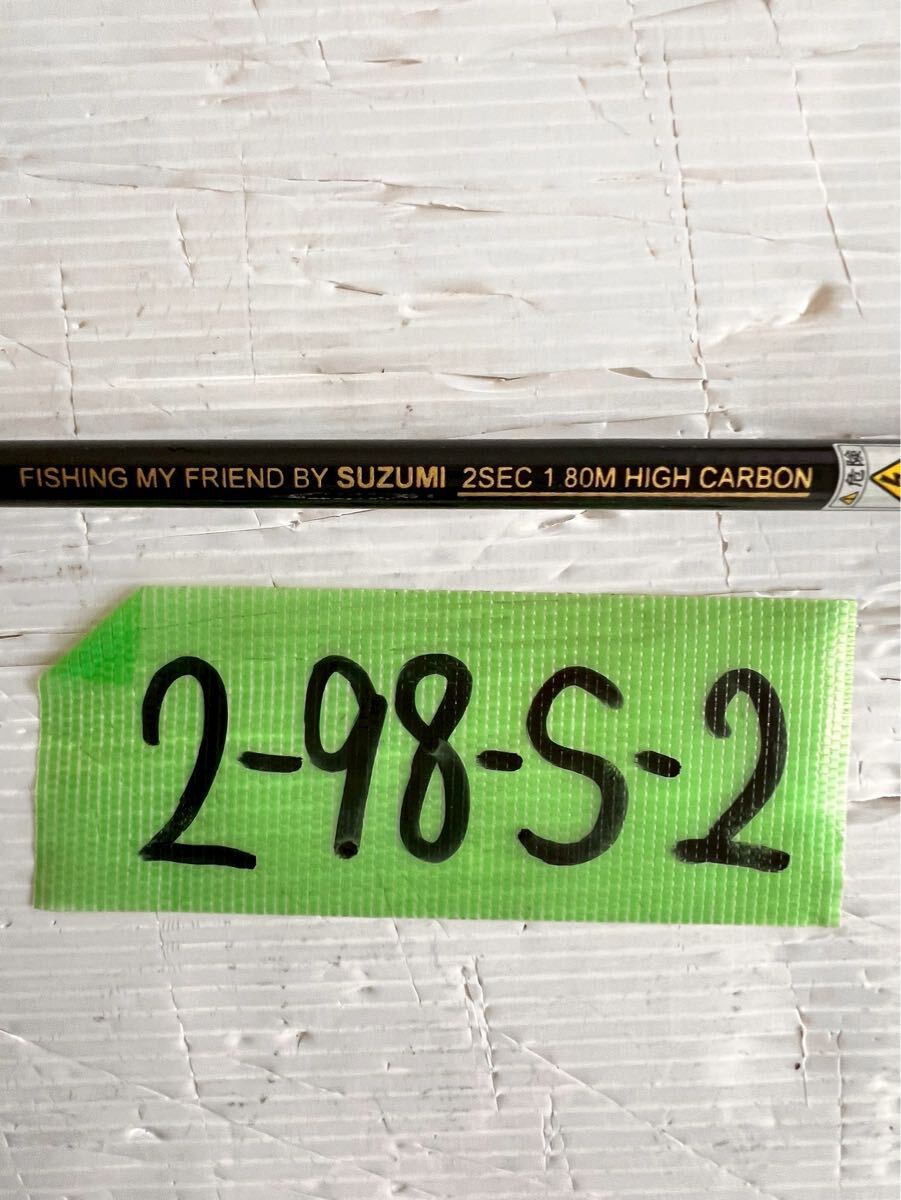 FISHING MY FRIEND BY SUZUMI 2SEC 1 80M HIGH CARBON
危険
2-98-S-2